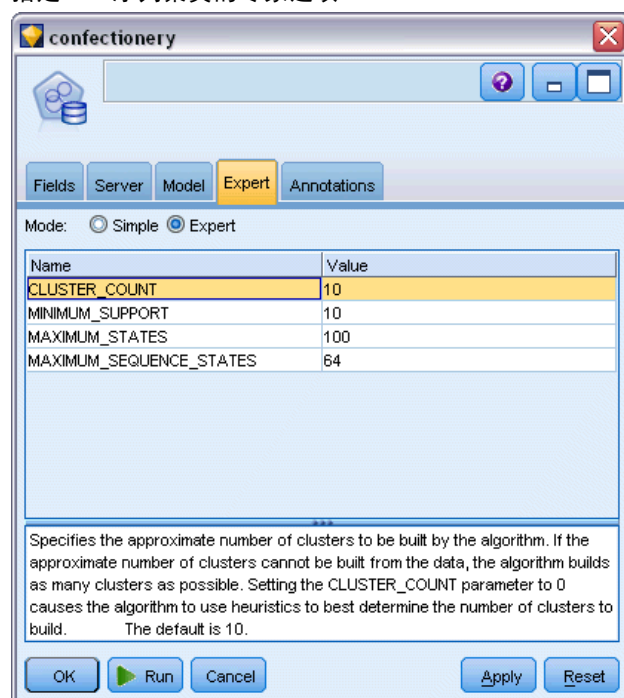 confectionery
Fields Server Model Expert Annotations
Mode: Simple Expert
Name Value
CLUSTER_COUNT 10
MINIMUM_SUPPORT 10
MAXIMUM_STATES 100
MAXIMUM_SEQUENCE_STATES 64
Specifies the approximate number of clusters to be built by the algorithm. If the
approximate number of clusters cannot be built from the data, the algorithm builds
as many clusters as possible. Setting the CLUSTER_COUNT parameter to 0
causes the algorithm to use heuristics to best determine the number of clusters to
build. The default is 10.
OK Run Cancel Apply Reset